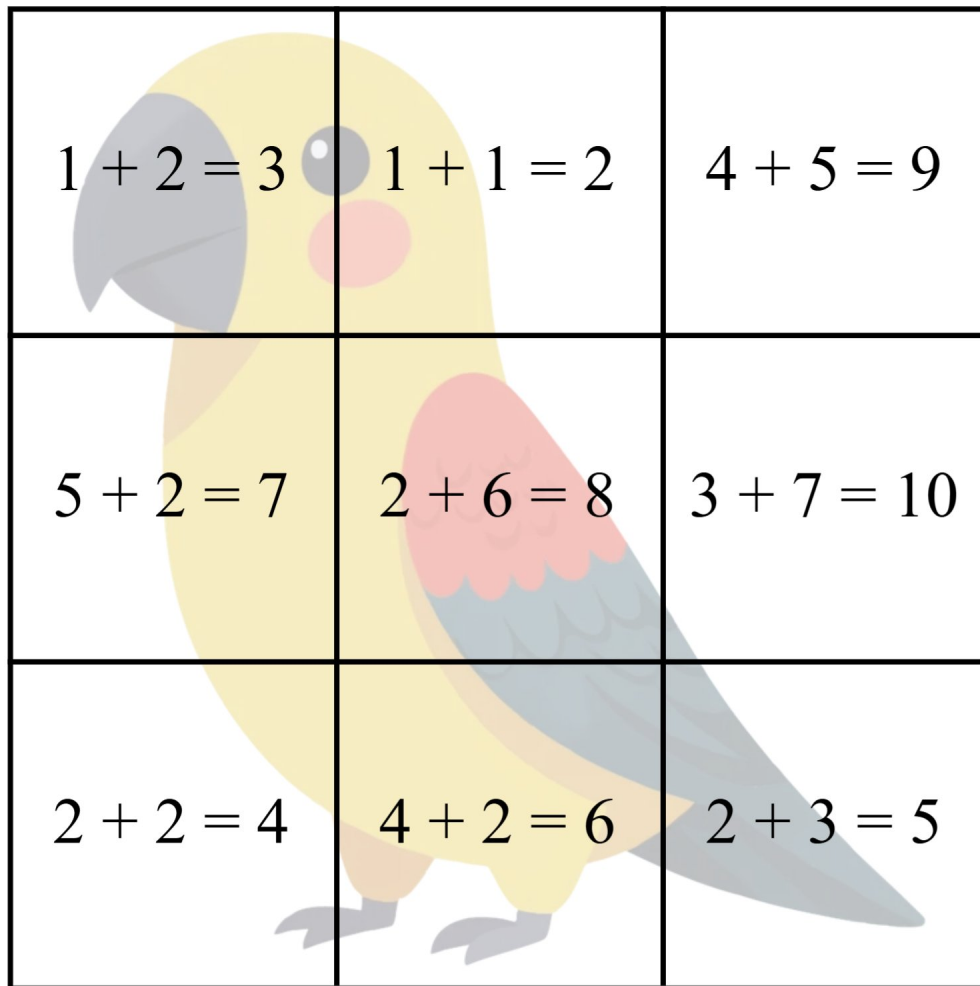 1 + 2 = 3 1 + 1 = 2 4 + 5 = 9
5 + 2 = 7 2 + 6 = 8 3 + 7 = 10
2 + 2 = 4 4 + 2 = 6 2 + 3 = 5